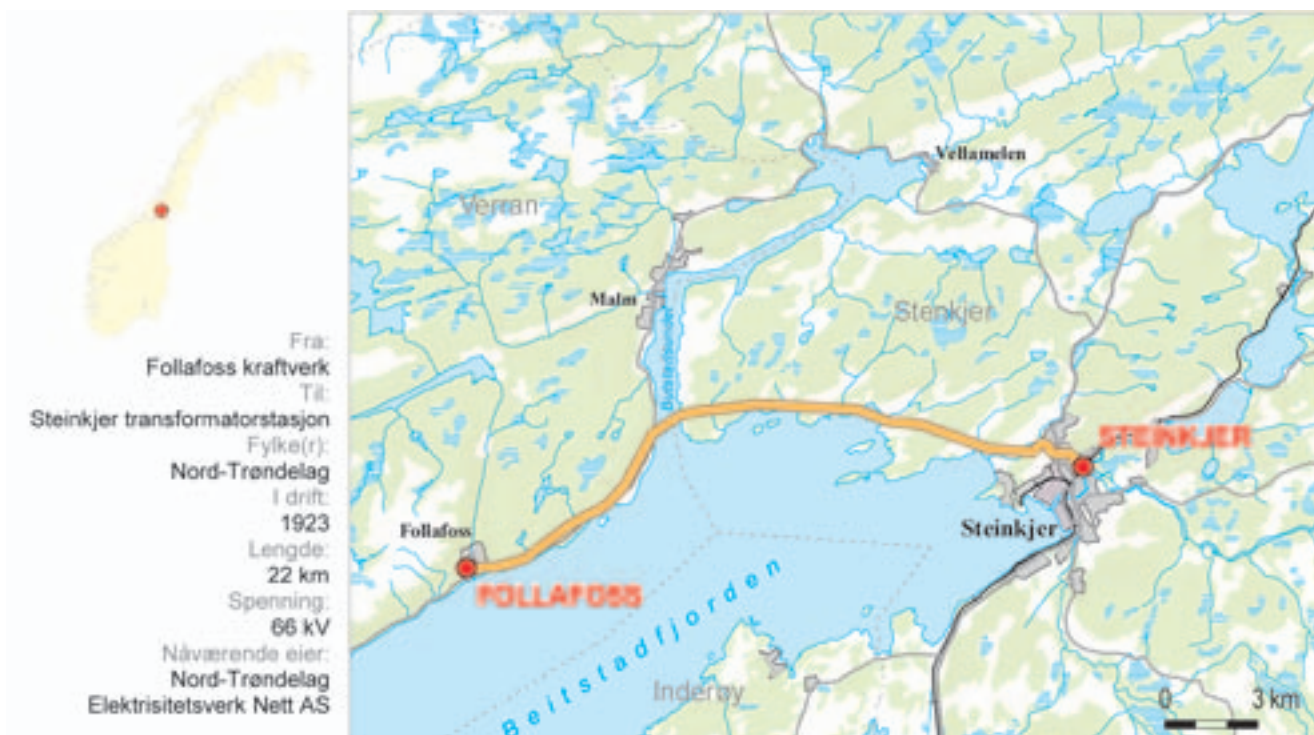 Fra:
Follafoss kraftverk
Til:
Steinkjer transformatorstasjon
Fylke(r):
Nord-Trøndelag
I drift:
1923
Lengde:
22 km
Spenning:
66 kV
Nåværende eier:
Nord-Trøndelag
Elektrisitetsverk Nett AS
Vellamelen
Verran
Malm
Stenkjer
STEINKJER
Follafoss
Steinkjer
FOLLAFOSS
Beitstadfjorden
Inderøy
0 3 km